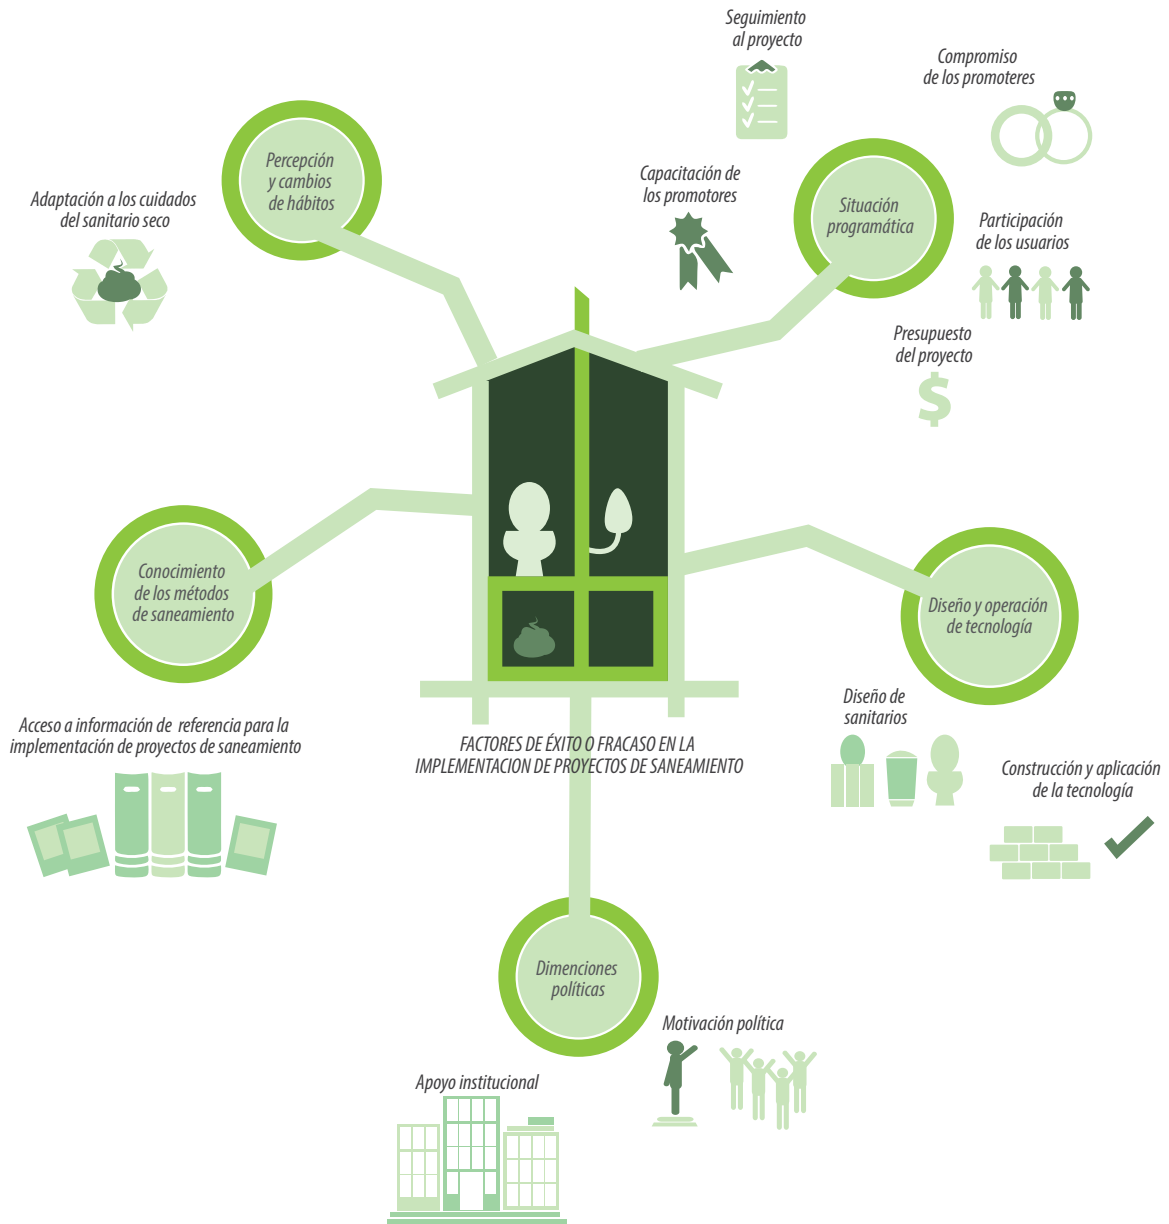 Seguimiento
al proyecto
Compromiso
de los promoteres
Percepción
y cambios
de hábitos
Capacitación de
los promotores
Situación
programática
Adaptación a los cuidados
del sanitario seco
Participación
de los usuarios
Presupuesto
del proyecto
$
Conocimiento
de los métodos
de saneamiento
Diseño y operación
de tecnología
Acceso a información de referencia para la
implementación de proyectos de saneamiento
Diseño de
sanitarios
FACTORES DE ÉXITO O FRACASO EN LA
IMPLEMENTACION DE PROYECTOS DE SANEAMIENTO
Construcción y aplicación
de la tecnología
Dimenciones
políticas
Motivación política
Apoyo institucional